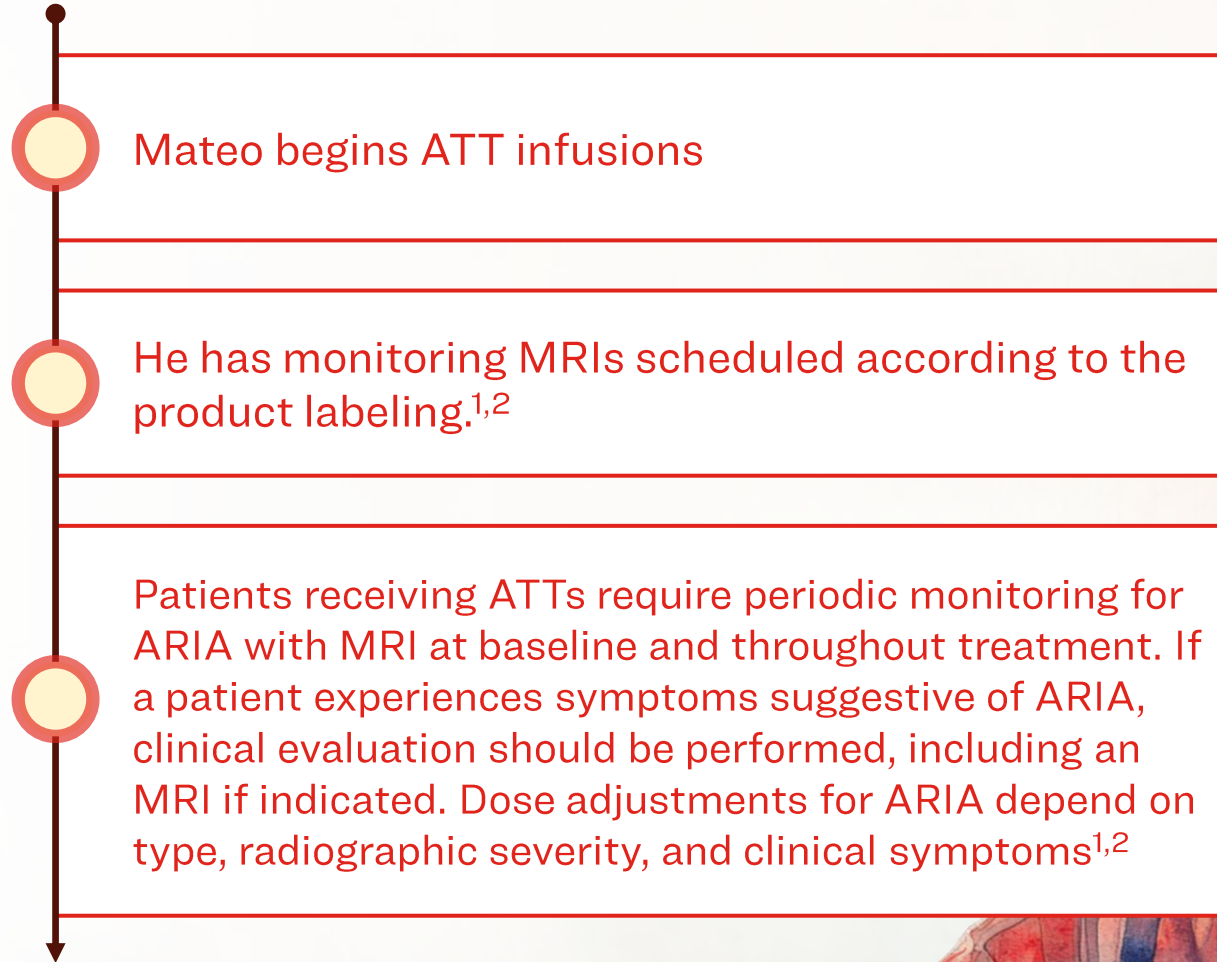 Mateo begins ATT infusions
He has monitoring MRIs scheduled according to the
product labeling.1,2
Patients receiving ATTs require periodic monitoring for
ARIA with MRI at baseline and throughout treatment. If
a patient experiences symptoms suggestive of ARIA,
clinical evaluation should be performed, including an
MRI if indicated. Dose adjustments for ARIA depend on
type, radiographic severity, and clinical symptoms1,2